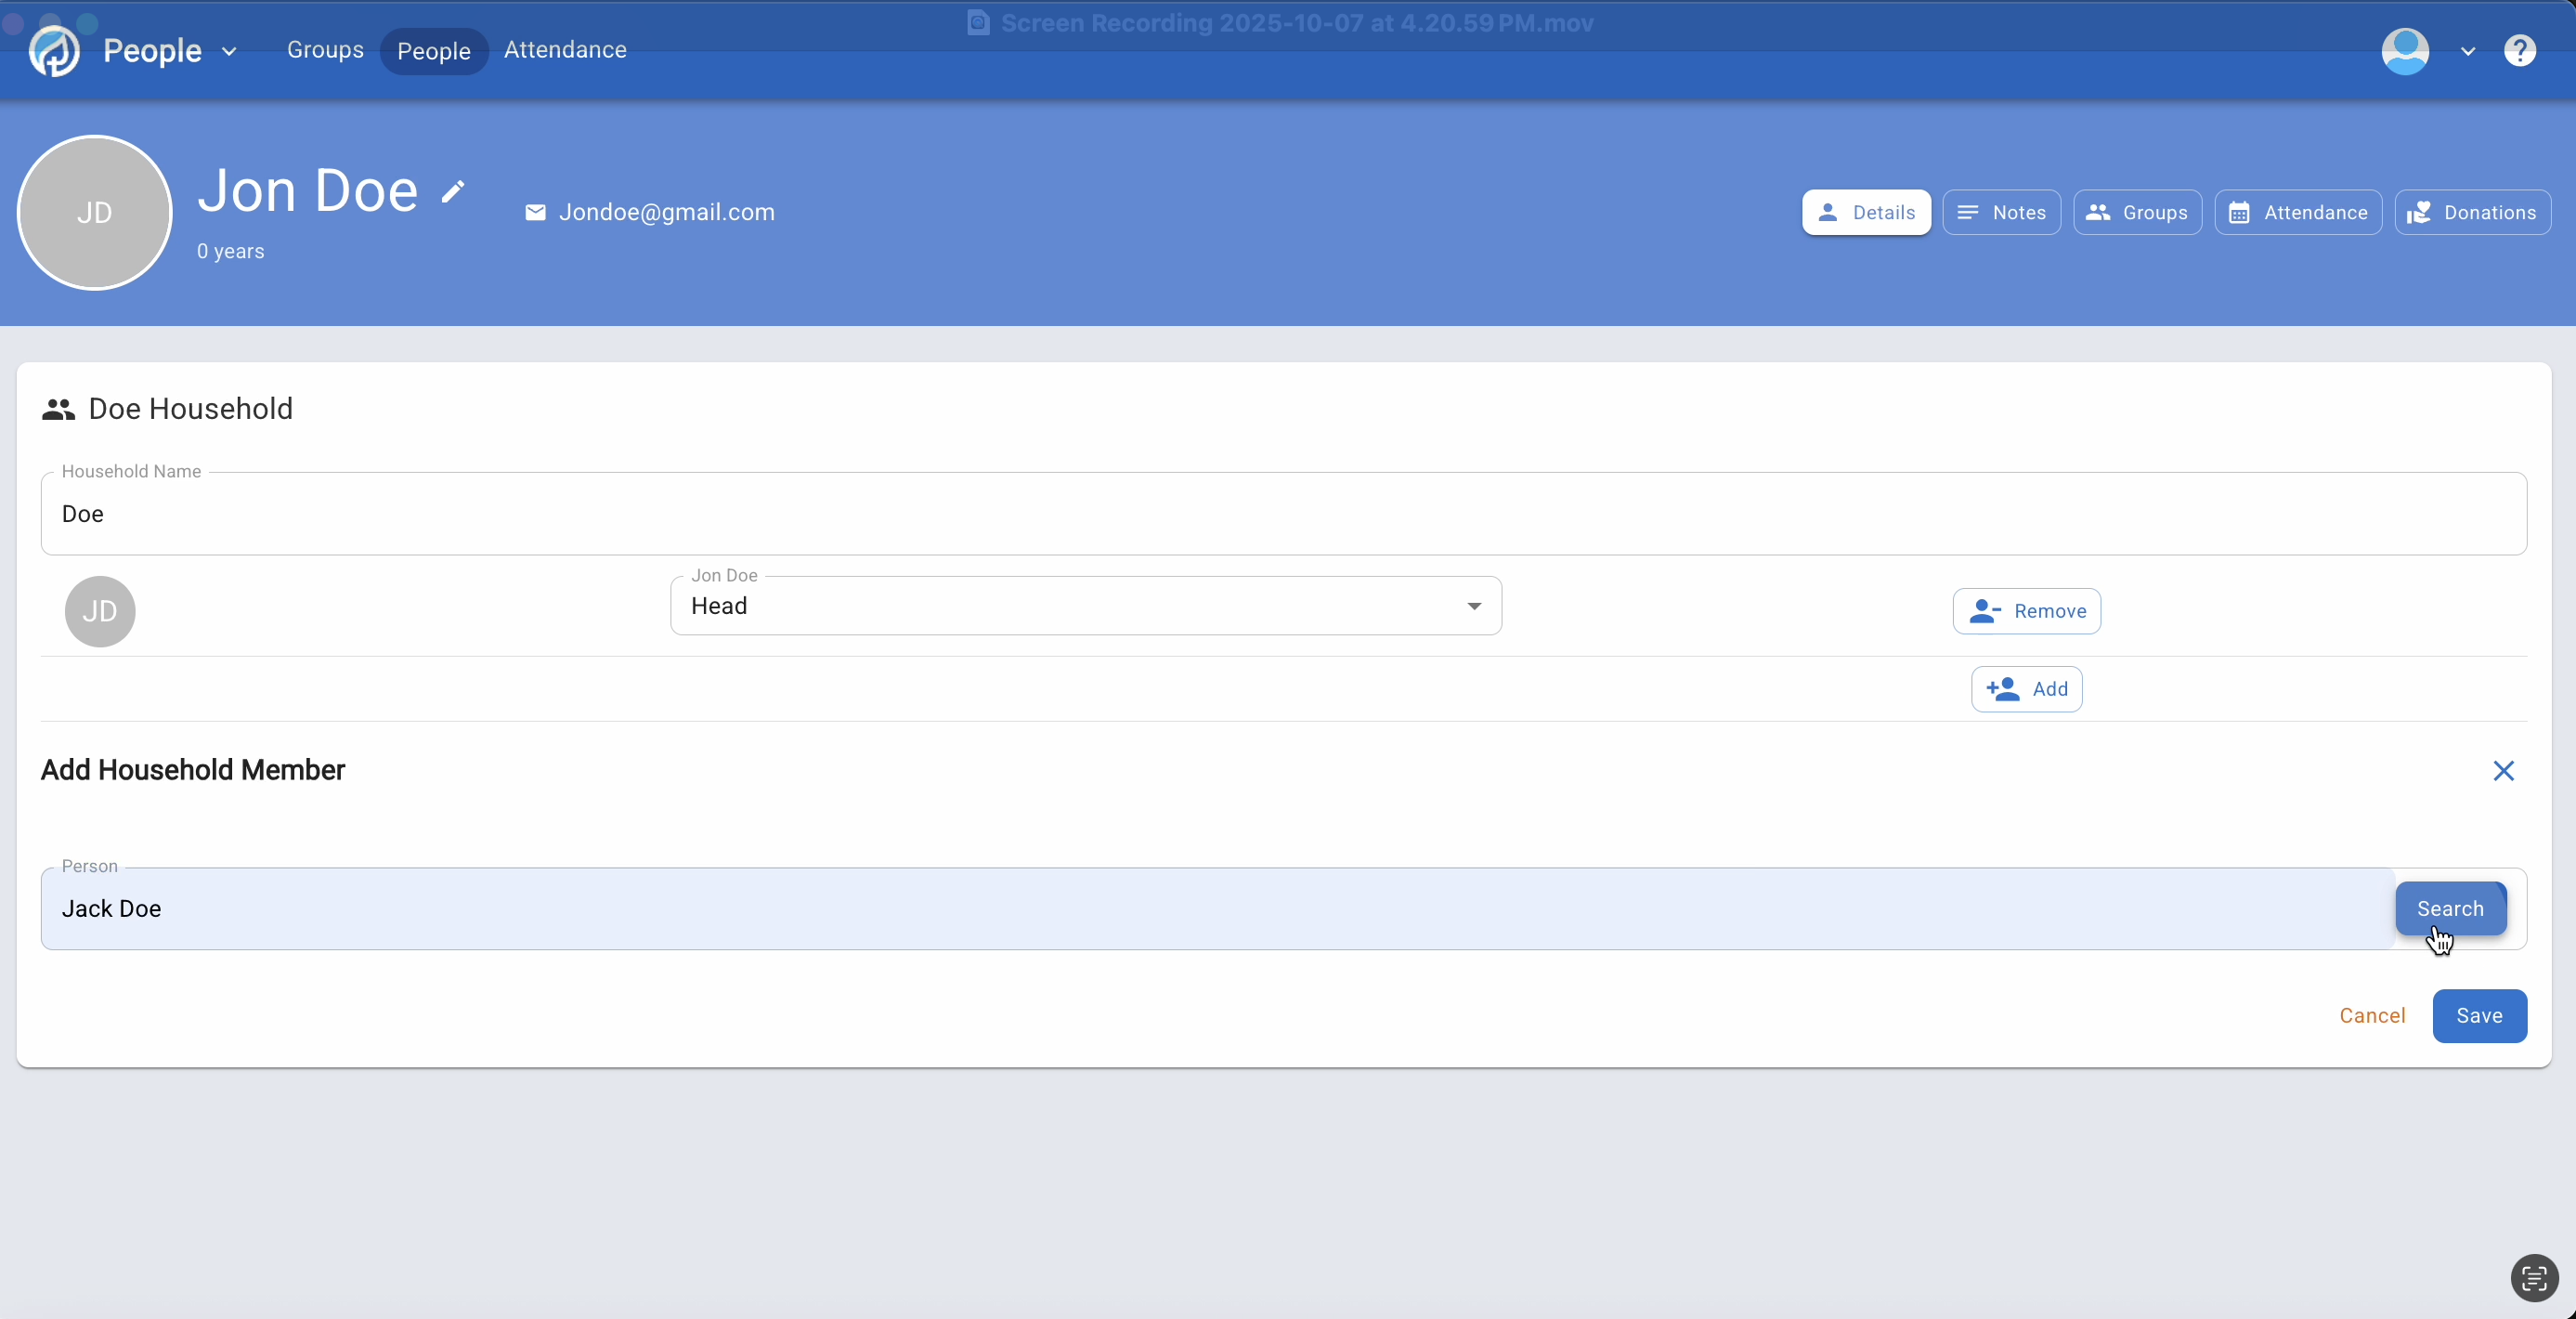 Screen Recording 2025-10-07 at 4.20.59 PM.mov
People Groups People Attendance
JD
Jon Doe
0 years
Jondoe@gmail.com
Details Notes Groups Attendance Donations
Doe Household
Household Name
Doe
JD
Jon Doe
Head
Remove
Add
Add Household Member
Person
Jack Doe
Search
Cancel Save